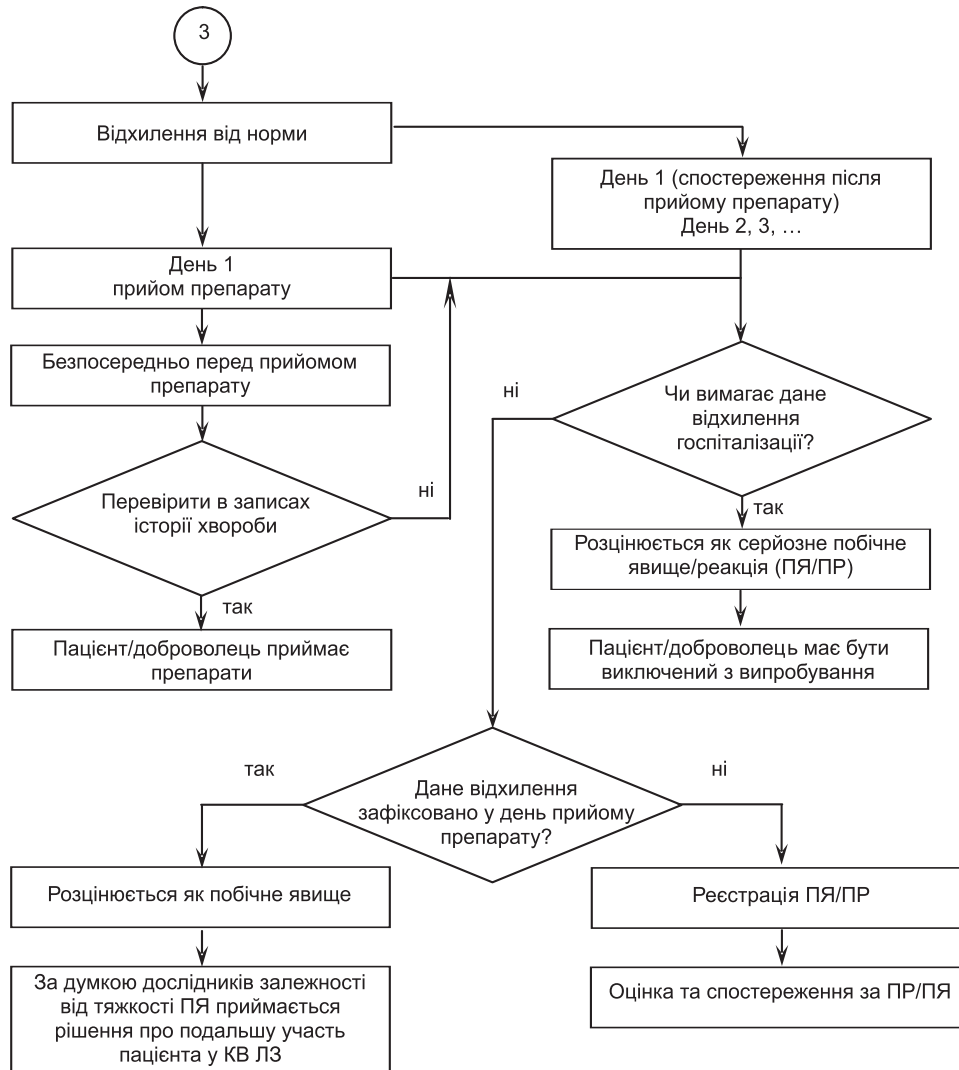 3
Відхилення від норми
День 1 (спостереження після
прийому препарату)
День 2, 3, …
День 1
прийом препарату
Безпосередньо перед прийомом
препарату
ні
Чи вимагає дане
відхилення
госпіталізації?
Перевірити в записах
історії хвороби
ні
так
Розцінюється як серйозне побічне
явище/реакція (ПЯ/ПР)
так
Пацієнт/доброволець приймає
препарати
Пацієнт/доброволець має бути
виключений з випробування
так
ні
Дане відхилення
зафіксовано у день прийому
препарату?
Розцінюється як побічне явище
Реєстрація ПЯ/ПР
За думкою дослідників залежності
від тяжкості ПЯ приймається
рішення про подальшу участь
пацієнта у КВ ЛЗ
Оцінка та спостереження за ПР/ПЯ